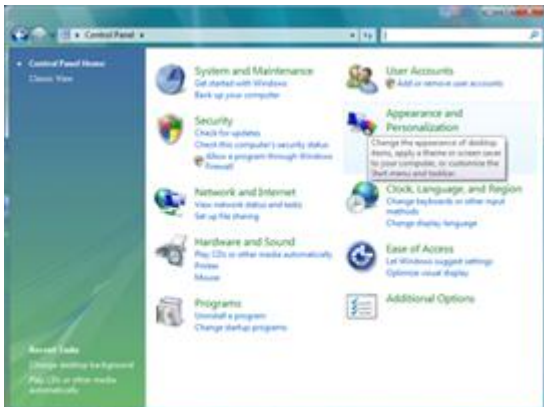 Control Panel
Control Panel Home
Classic View
System and Maintenance
Get started with Windows
Back up your computer
Security
Check for updates
Check this computer's security status
Allow a program through Windows
Firewall
Network and Internet
View network status and tasks
Set up file sharing
Hardware and Sound
Play CDs or other media automatically
Printer
Mouse
Programs
Uninstall a program
Change startup programs
User Accounts
Add or remove user accounts
Appearance and
Personalization
Change the appearance of desktop
items, apply a theme or screen saver
to your computer, or customize the
Start menu and taskbar.
Clock, Language, and Region
Change keyboards or other input
methods
Change display language
Ease of Access
Let Windows suggest settings
Optimize visual display
Additional Options
Recent Tasks
Change desktop background
Play CDs or other media
automatically